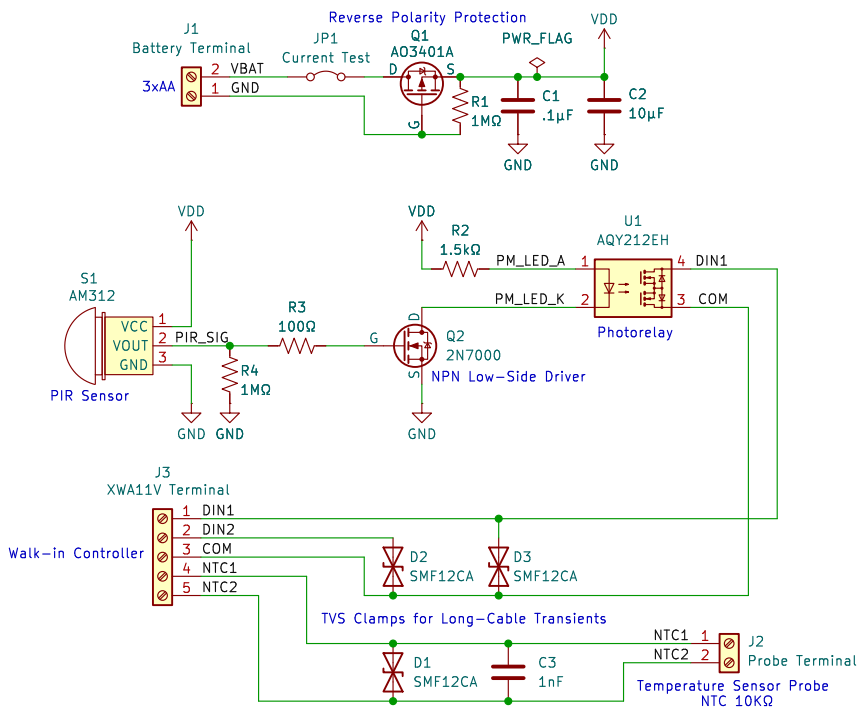 Reverse Polarity Protection
J1
Battery Terminal
3xAA
2
VBAT
1
GND
JP1
Current Test
Q1
AO3401A
D
S
G
R1
1MΩ
PWR_FLAG
VDD
C1
.1µF
GND
C2
10µF
GND
VDD
S1
AM312
VCC
1
VOUT
2
GND
3
PIR_SIG
PIR Sensor
GND
R4
1MΩ
GND
R3
100Ω
VDD
R2
1.5kΩ
G
D
S
Q2
2N7000
NPN Low-Side Driver
GND
PM_LED_A
1
PM_LED_K
2
U1
AQY212EH
4
DIN1
3
COM
Photorelay
J3
XWA11V Terminal
Walk-in Controller
1
DIN1
2
DIN2
3
COM
4
NTC1
5
NTC2
D2
SMF12CA
D3
SMF12CA
TVS Clamps for Long-Cable Transients
D1
SMF12CA
C3
1nF
NTC1
1
NTC2
2
J2
Probe Terminal
Temperature Sensor Probe
NTC 10KΩ